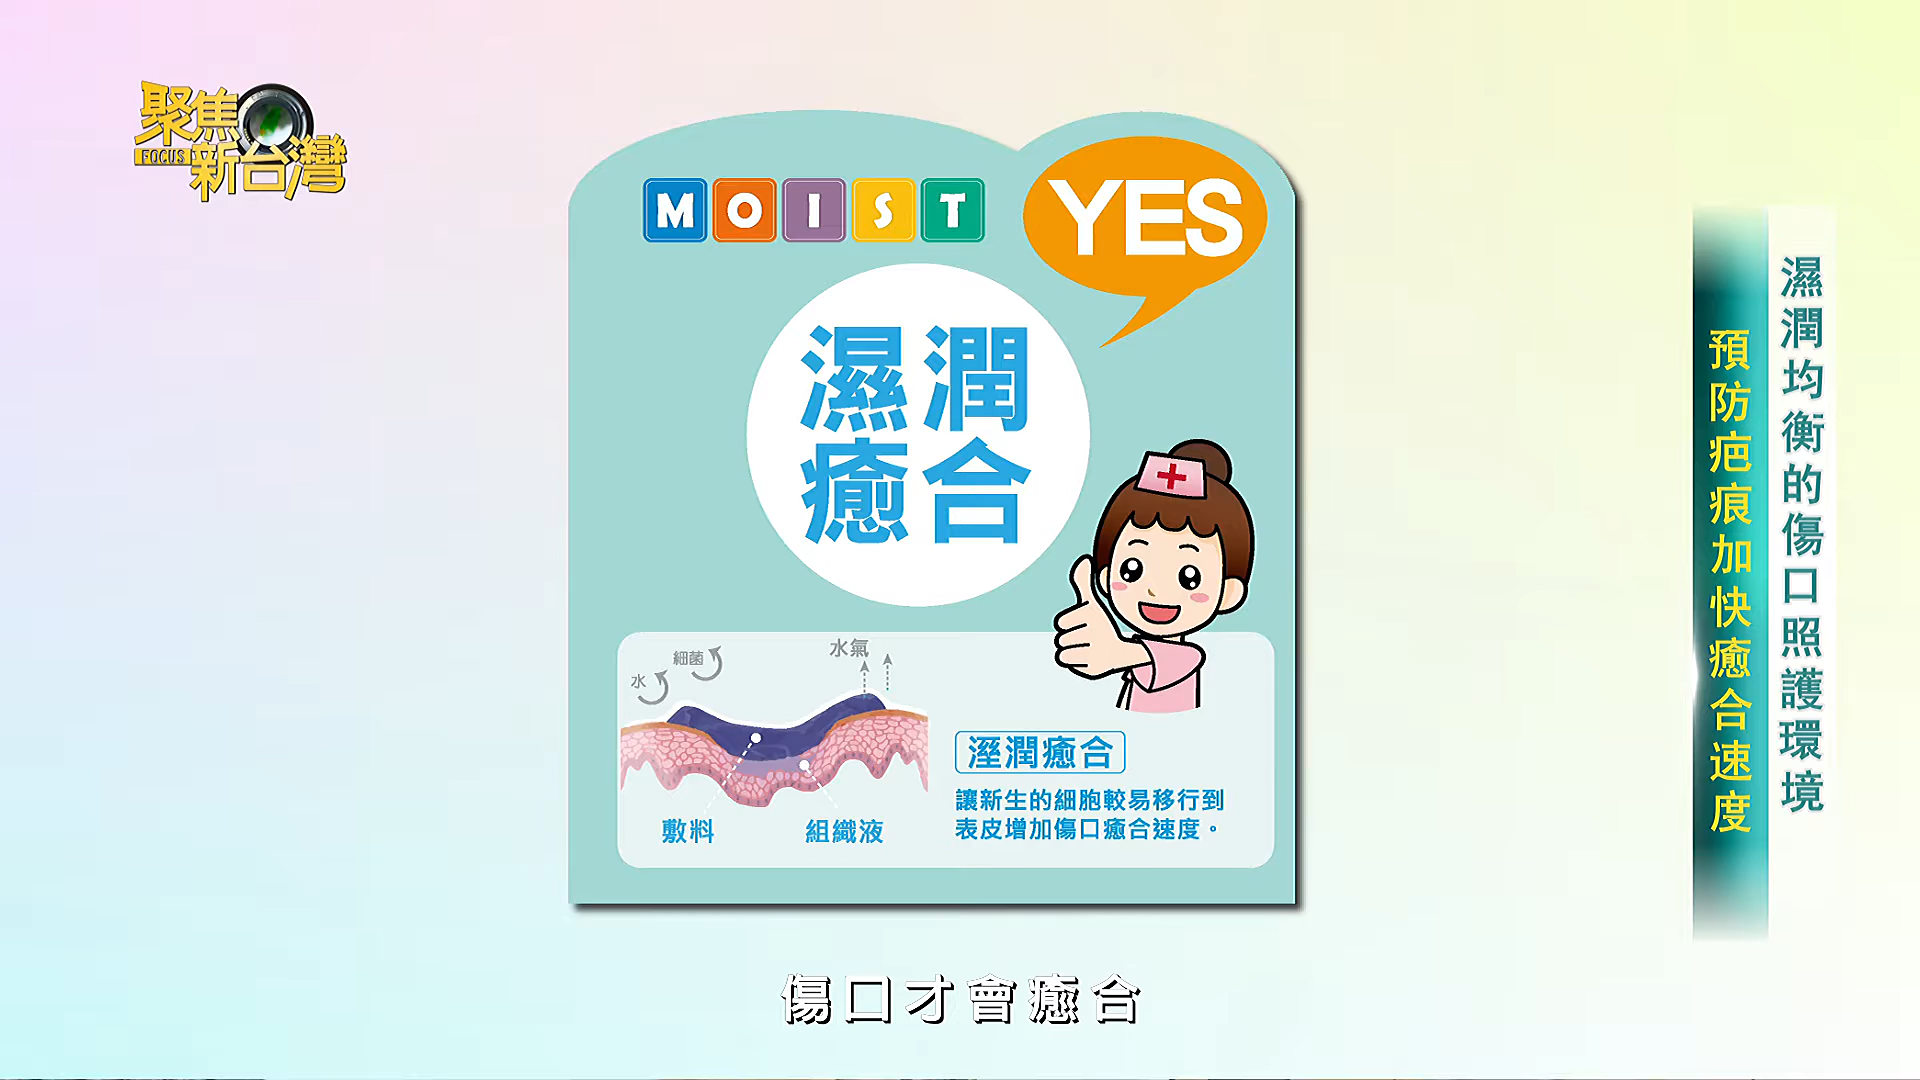 聚焦
FOCUS
新台灣
MOIST
YES
濕潤
癒合
水
細菌
水氣
敷料
組織液
溼潤癒合
讓新生的細胞較易移行到
表皮增加傷口癒合速度。
濕潤均衡的傷口照護環境
預防疤痕加快癒合速度
傷口才會癒合